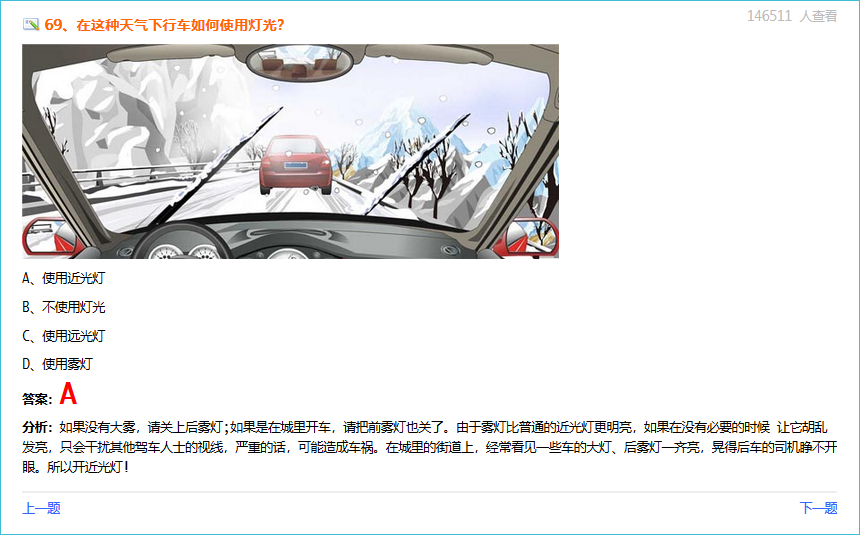 146511 人查看
69、在这种天气下行车如何使用灯光？
A、使用近光灯
B、不使用灯光
C、使用远光灯
D、使用雾灯
答案：A
分析：如果没有大雾，请关上后雾灯；如果是在城里开车，请把前雾灯也关了。由于雾灯比普通的近光灯更明亮，如果在没有必要的时候 让它胡乱
发亮，只会干扰其他驾车人士的视线，严重的话，可能造成车祸。在城里的街道上，经常看见一些车的大灯、后雾灯一齐亮，晃得后车的司机睁不开
眼。所以开近光灯！
上一题
下一题